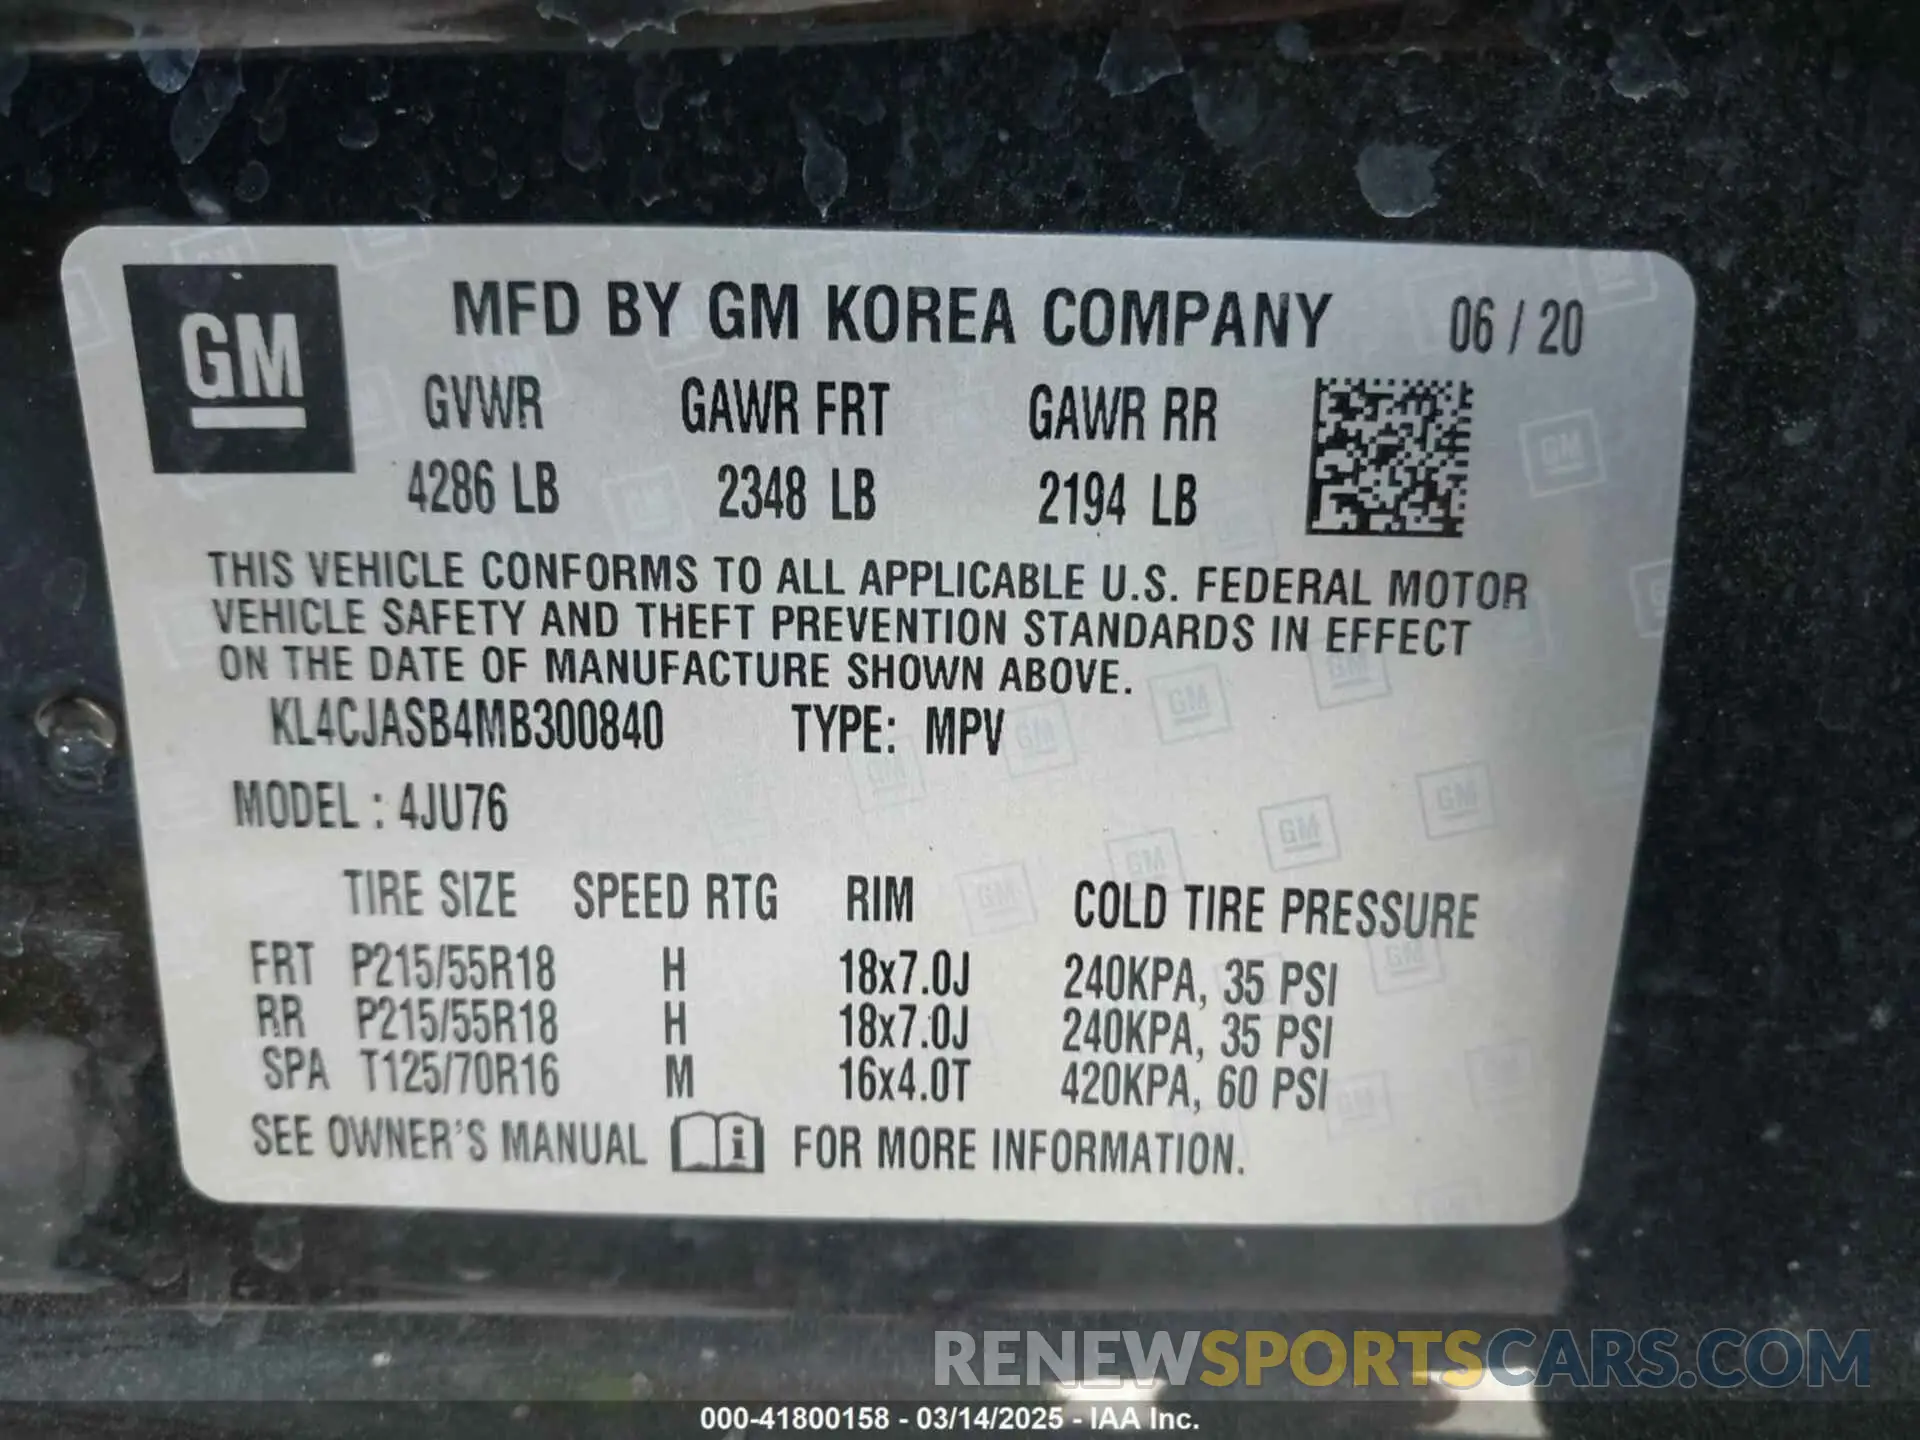 GM
MFD BY GM KOREA COMPANY 06 / 20
GVWR GAWR FRT GAWR RR
4286 LB 2348 LB 2194 LB
THIS VEHICLE CONFORMS TO ALL APPLICABLE U.S. FEDERAL MOTOR
VEHICLE SAFETY AND THEFT PREVENTION STANDARDS IN EFFECT
ON THE DATE OF MANUFACTURE SHOWN ABOVE.
KL4CJASB4MB300840 TYPE: MPV
MODEL : 4JU76
TIRE SIZE SPEED RTG RIM COLD TIRE PRESSURE
FRT P215/55R18 H 18x7.0J 240KPA, 35 PSI
RR P215/55R18 H 18x7.0J 240KPA, 35 PSI
SPA T125/70R16 M 16x4.0T 420KPA, 60 PSI
SEE OWNER'S MANUAL i FOR MORE INFORMATION.
RENEWSPORTSCARS.COM
000-41800158 - 03/14/2025 - IAA Inc.